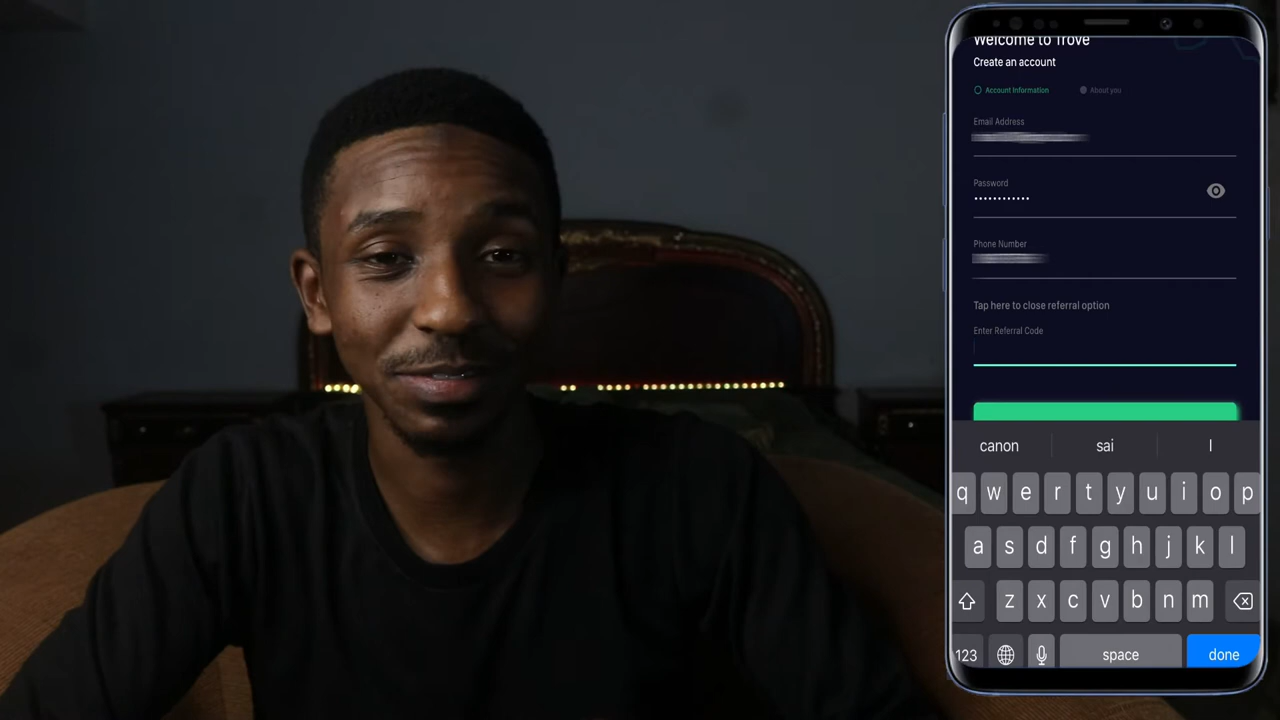 Welcome to Trove
Create an account
Account Information About you
Email Address
Password
••••••••••••
Phone Number
Tap here to close referral option
Enter Referral Code
canon sai I
q w e r t y u i o p
a s d f g h j k l
z x c v b n m
123 space done